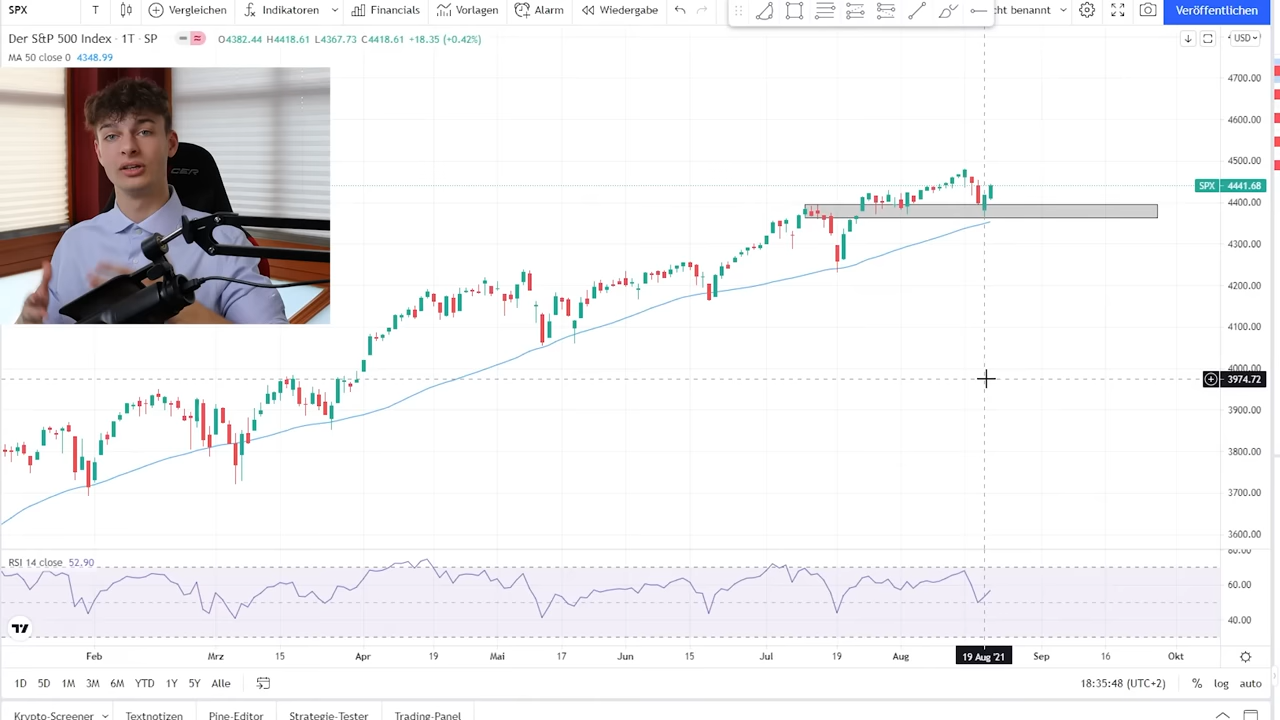 SPX T Vergleichen Indikatoren Financials Vorlagen Alarm Wiedergabe cht benannt Veröffentlichen
Der S&P 500 Index · 1T · SP O4382.44 H4418.61 L4367.73 C4418.61 +18.35 (+0.42%) USD
MA 50 close 0 4348.99
4700.00
4600.00
4500.00
SPX 4441.68
4400.00
4300.00
4200.00
4100.00
4000.00
3974.72
3900.00
3800.00
3700.00
3600.00
CER
RSI 14 close 52.90
80.00
60.00
40.00
Feb Mrz 15 Apr 19 Mai 17 Jun 15 Jul 19 Aug 19 Aug '21 Sep 16 Okt
1D 5D 1M 3M 6M YTD 1Y 5Y Alle 18:35:48 (UTC+2) % log auto
Krypto-Screener Textnotizen Pine-Editor Strategie-Tester Trading-Panel